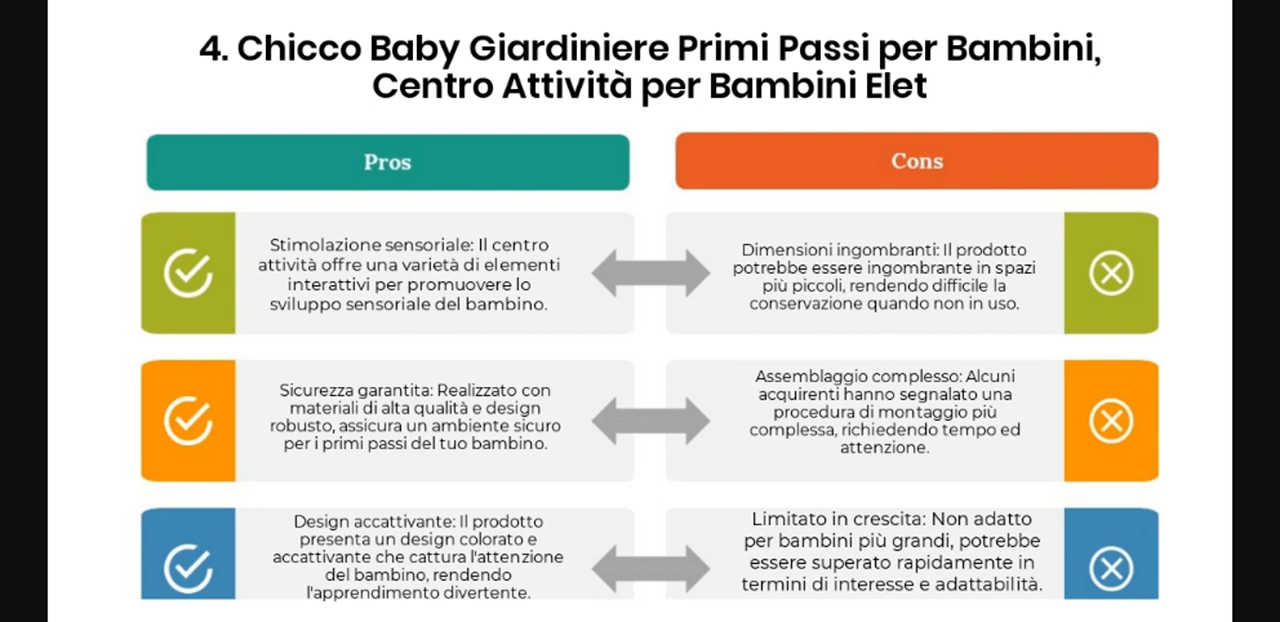 4. Chicco Baby Giardiniere Primi Passi per Bambini,
Centro Attività per Bambini Elet
Pros
Cons
Stimolazione sensoriale: Il centro
attività offre una varietà di elementi
interattivi per promuovere lo
sviluppo sensoriale del bambino.
Dimensioni ingombranti: Il prodotto
potrebbe essere ingombrante in spazi
più piccoli, rendendo difficile la
conservazione quando non in uso.
Sicurezza garantita: Realizzato con
materiali di alta qualità e design
robusto, assicura un ambiente sicuro
per i primi passi del tuo bambino.
Assemblaggio complesso: Alcuni
acquirenti hanno segnalato una
procedura di montaggio più
complessa, richiedendo tempo ed
attenzione.
Design accattivante: Il prodotto
presenta un design colorato e
accattivante che cattura l'attenzione
del bambino, rendendo
l'apprendimento divertente.
Limitato in crescita: Non adatto
per bambini più grandi, potrebbe
essere superato rapidamente in
termini di interesse e adattabilità.